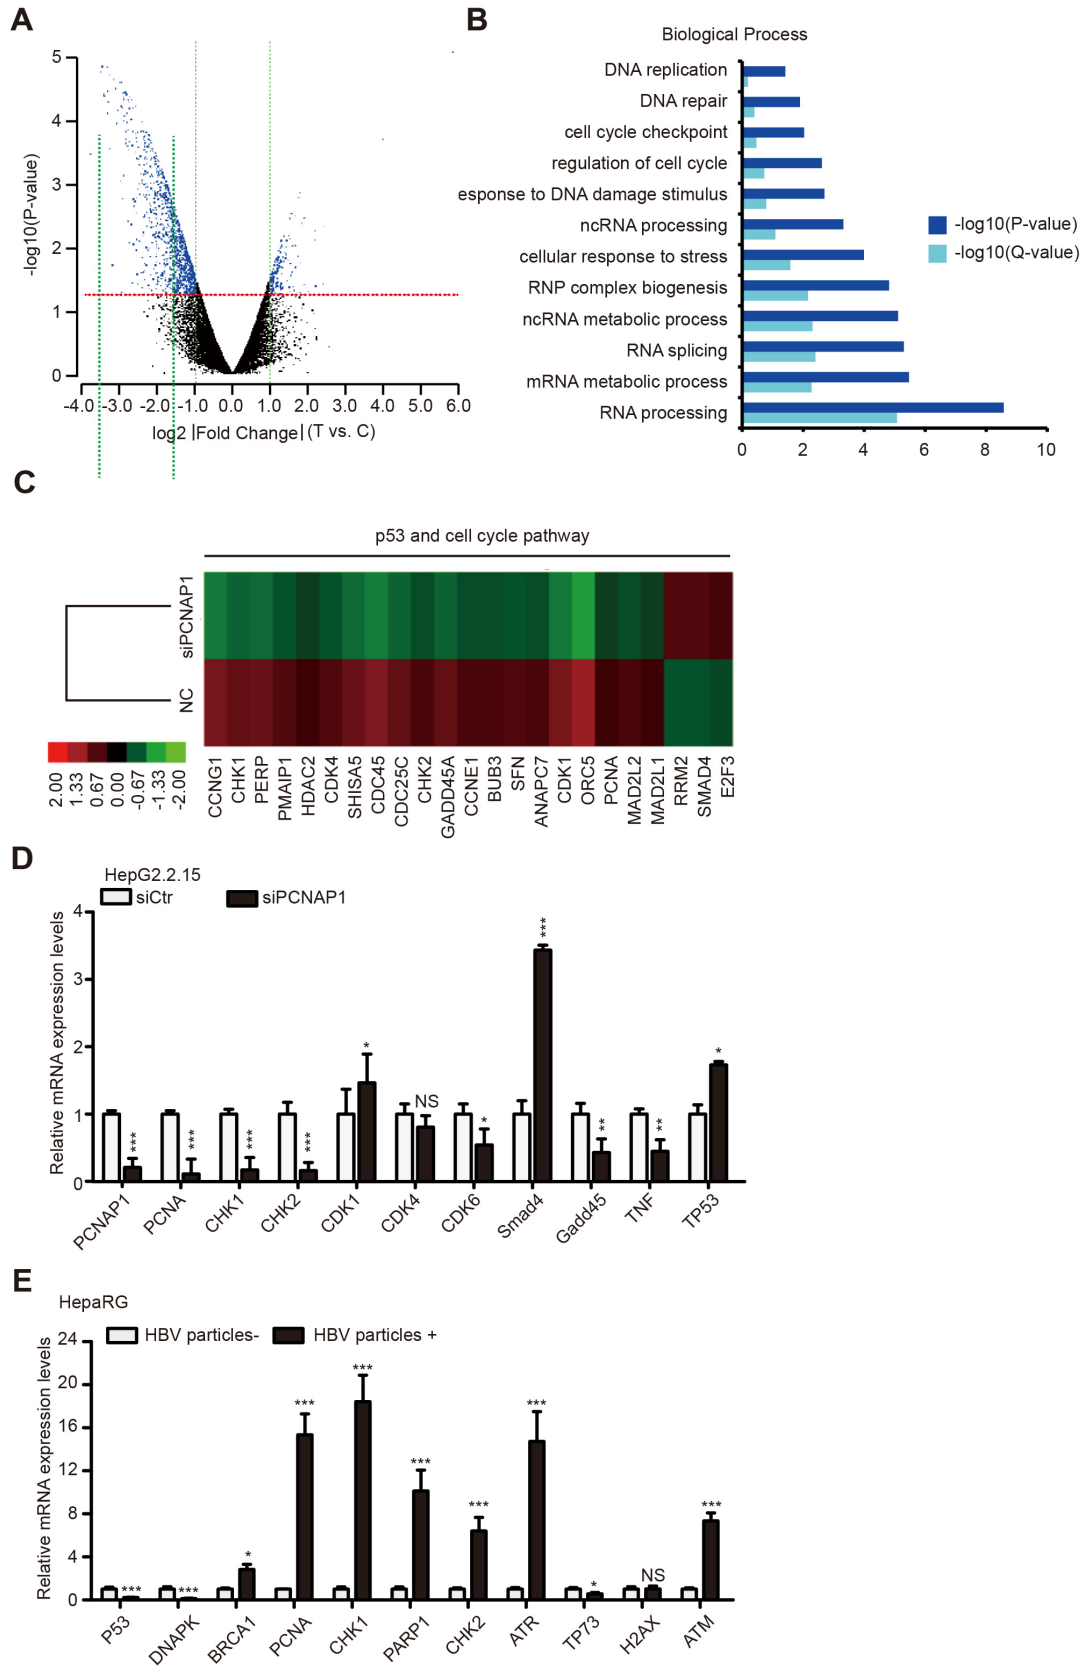 A
5
4
3
2
1
0
-log10(P-value)
-4.0 -3.0 -2.0 -1.0 0.0 1.0 2.0 3.0 4.0 5.0 6.0
log2 |Fold Change| (T vs. C)
B
Biological Process
DNA replication
DNA repair
cell cycle checkpoint
regulation of cell cycle
esponse to DNA damage stimulus
ncRNA processing
cellular response to stress
RNP complex biogenesis
ncRNA metabolic process
RNA splicing
mRNA metabolic process
RNA processing
0 2 4 6 8 10
-log10(P-value)
-log10(Q-value)
C
p53 and cell cycle pathway
siPCNAP1
NC
2.00
1.33
0.67
0.00
-0.67
-1.33
-2.00
CCNG1
CHK1
PERP
PMAIP1
HDAC2
CDK4
SHISA5
CDC45
CDC25C
CHK2
GADD45A
CCNE1
BUB3
SFN
ANAPC7
CDK1
ORC5
PCNA
MAD2L2
MAD2L1
RRM2
SMAD4
E2F3
D
HepG2.2.15
siCtr
siPCNAP1
Relative mRNA expression levels
4
3
2
1
0
***
***
***
***
*
NS
*
***
**
**
*
PCNAP1
PCNA
CHK1
CHK2
CDK1
CDK4
CDK6
Smad4
Gadd45
TNF
TP53
E
HepaRG
HBV particles-
HBV particles +
Relative mRNA expression levels
24
20
16
12
8
4
0
***
***
*
***
***
***
***
***
*
NS
***
P53
DNAPK
BRCA1
PCNA
CHK1
PARP1
CHK2
ATR
TP73
H2AX
ATM